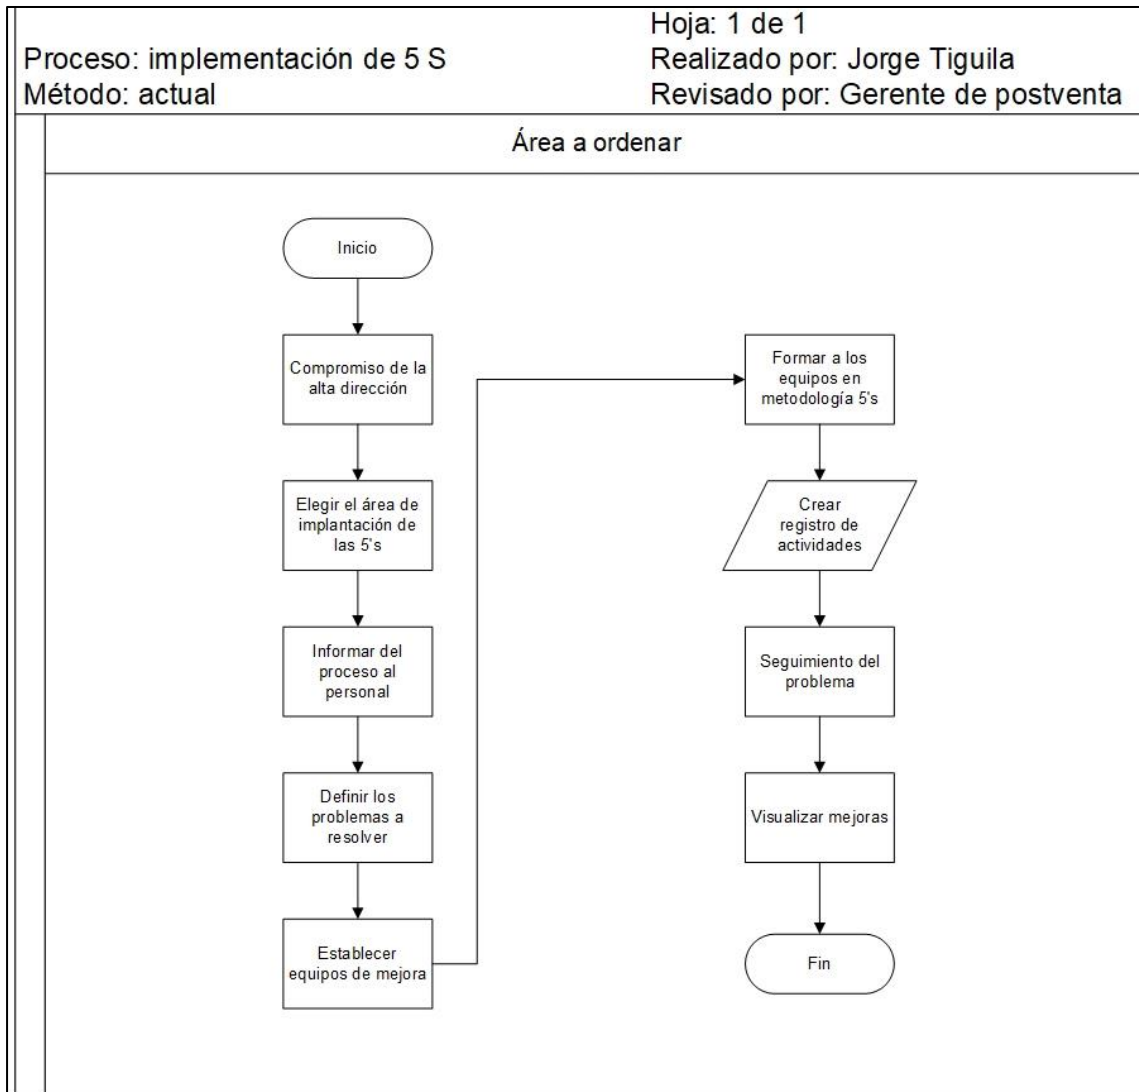 Proceso: implementación de 5 S
Método: actual
Hoja: 1 de 1
Realizado por: Jorge Tiguila
Revisado por: Gerente de postventa
Área a ordenar
Inicio
Compromiso de la
alta dirección
Elegir el área de
implantación de
las 5's
Informar del
proceso al
personal
Definir los
problemas a
resolver
Establecer
equipos de mejora
Formar a los
equipos en
metodología 5's
Crear
registro de
actividades
Seguimiento del
problema
Visualizar mejoras
Fin